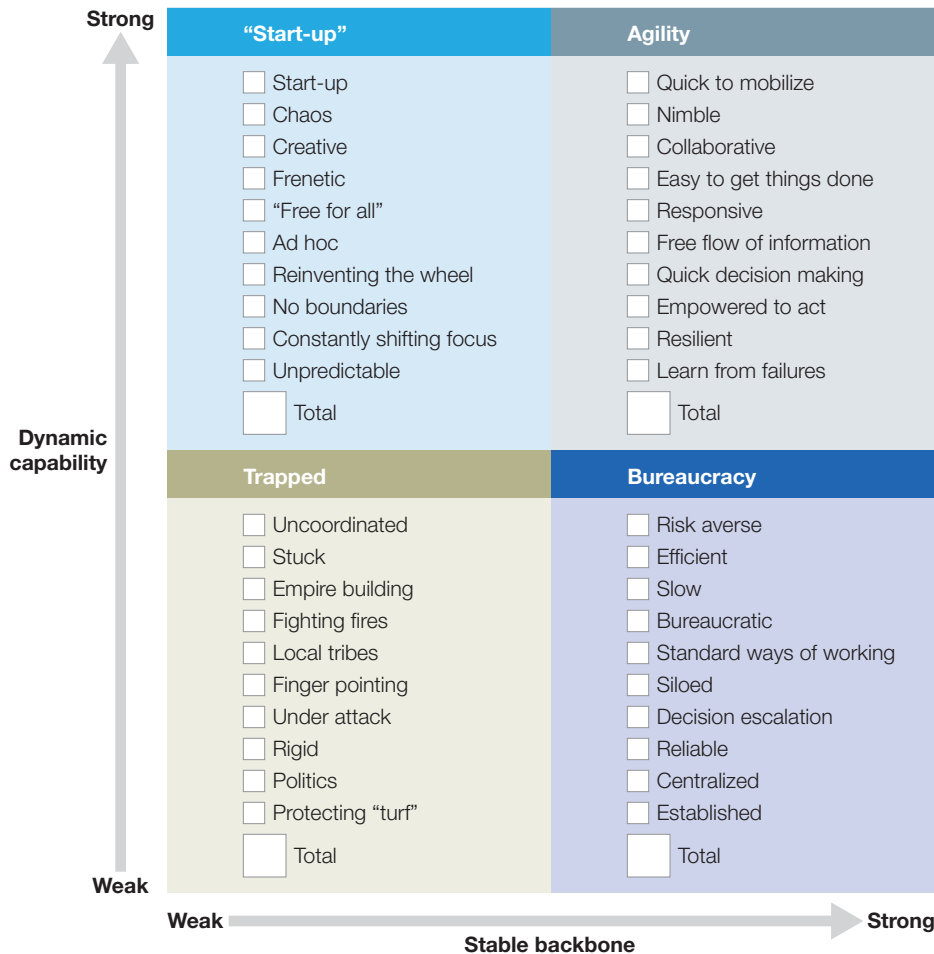 Strong
“Start-up”
Start-up
Chaos
Creative
Frenetic
“Free for all”
Ad hoc
Reinventing the wheel
No boundaries
Constantly shifting focus
Unpredictable
Total
Agility
Quick to mobilize
Nimble
Collaborative
Easy to get things done
Responsive
Free flow of information
Quick decision making
Empowered to act
Resilient
Learn from failures
Total
Dynamic
capability
Trapped
Uncoordinated
Stuck
Empire building
Fighting fires
Local tribes
Finger pointing
Under attack
Rigid
Politics
Protecting “turf”
Total
Bureaucracy
Risk averse
Efficient
Slow
Bureaucratic
Standard ways of working
Siloed
Decision escalation
Reliable
Centralized
Established
Total
Weak
Weak
Strong
Stable backbone